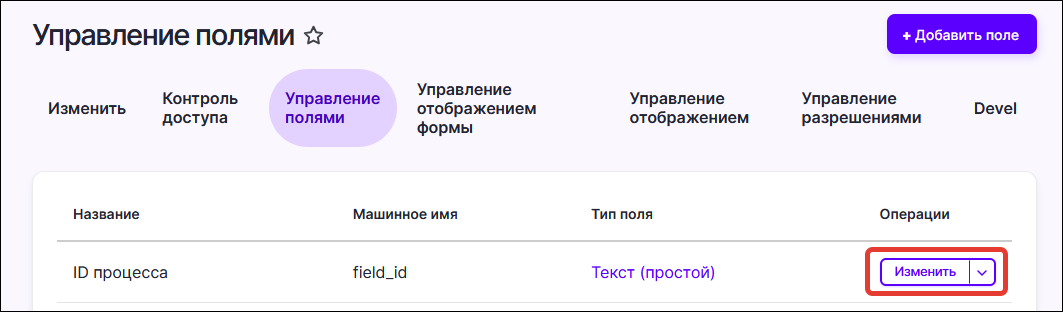 Управление полями
+ Добавить поле
Изменить
Контроль
доступа
Управление
полями
Управление
отображением
формы
Управление
отображением
Управление
разрешениями
Devel
Название
Машинное имя
Тип поля
Операции
ID процесса
field_id
Текст (простой)
Изменить